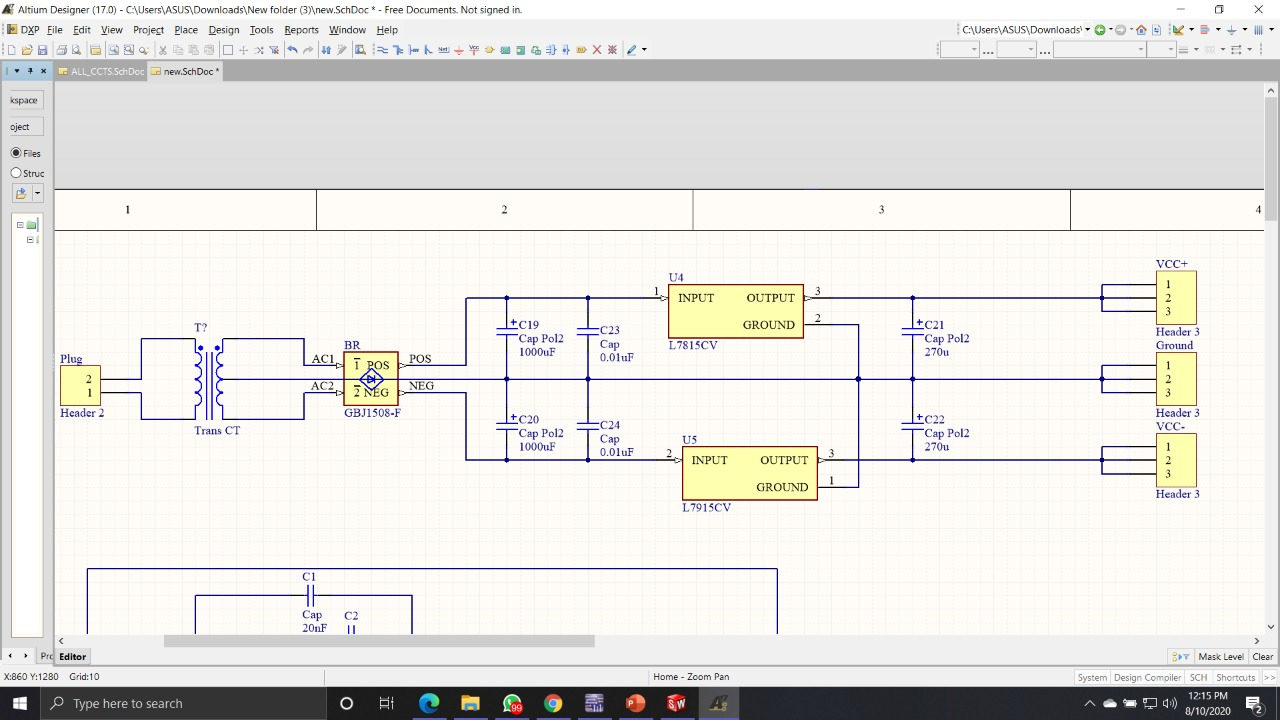 Altium Designer (17.0) - C:\Users\ASUS\Downloads\New folder (3)\new.SchDoc * - Free Documents. Not signed in.
DXP File Edit View Project Place Design Tools Reports Window Help
C:\Users\ASUS\Downloads\
ALL_CCTS.SchDoc new.SchDoc *
kspace
oject
Files
Struc
1 2 3 4
Plug
2
1
Header 2
T?
Trans CT
BR
AC1
AC2
1 POS
2 NEG
POS
NEG
GBJ1508-F
+ C19
Cap Pol2
1000uF
C23
Cap
0.01uF
+ C20
Cap Pol2
1000uF
C24
Cap
0.01uF
U4
1 INPUT OUTPUT 3
GROUND 2
L7815CV
U5
2 INPUT OUTPUT 3
GROUND 1
L7915CV
+ C21
Cap Pol2
270u
+ C22
Cap Pol2
270u
VCC+
1
2
3
Header 3
Ground
1
2
3
Header 3
VCC-
1
2
3
Header 3
C1
Cap
20nF
C2
Editor
Mask Level Clear
X:860 Y:1280 Grid:10
Home - Zoom Pan
System Design Compiler SCH Shortcuts >>
Type here to search
99
12:15 PM
8/10/2020
2